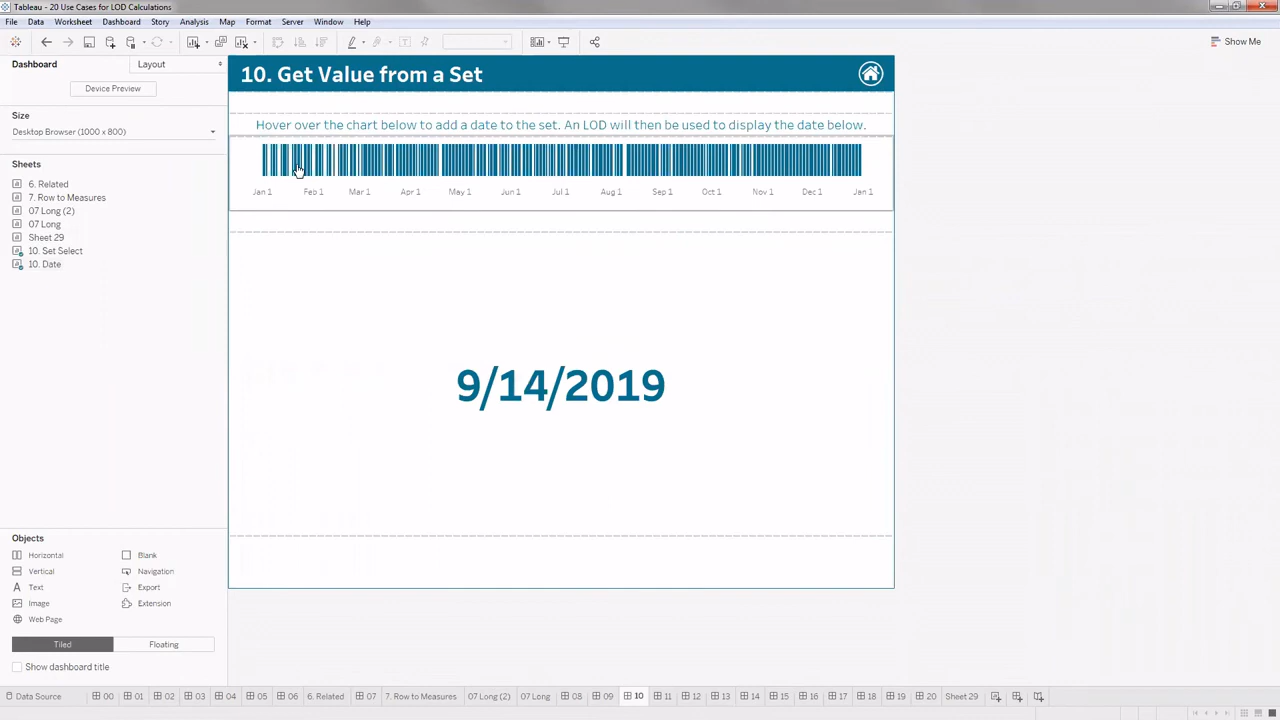 Tableau - 20 Use Cases for LOD Calculations
File Data Worksheet Dashboard Story Analysis Map Format Server Window Help
Show Me
Dashboard Layout
Device Preview
Size
Desktop Browser (1000 x 800)
Sheets
6. Related
7. Row to Measures
07 Long (2)
07 Long
Sheet 29
10. Set Select
10. Date
10. Get Value from a Set
Hover over the chart below to add a date to the set. An LOD will then be used to display the date below.
Jan 1 Feb 1 Mar 1 Apr 1 May 1 Jun 1 Jul 1 Aug 1 Sep 1 Oct 1 Nov 1 Dec 1 Jan 1
9/14/2019
Objects
Horizontal Blank
Vertical Navigation
Text Export
Image Extension
Web Page
Tiled Floating
Show dashboard title
Data Source 00 01 02 03 04 05 06 6. Related 07 7. Row to Measures 07 Long (2) 07 Long 08 09 10 11 12 13 14 15 16 17 18 19 20 Sheet 29